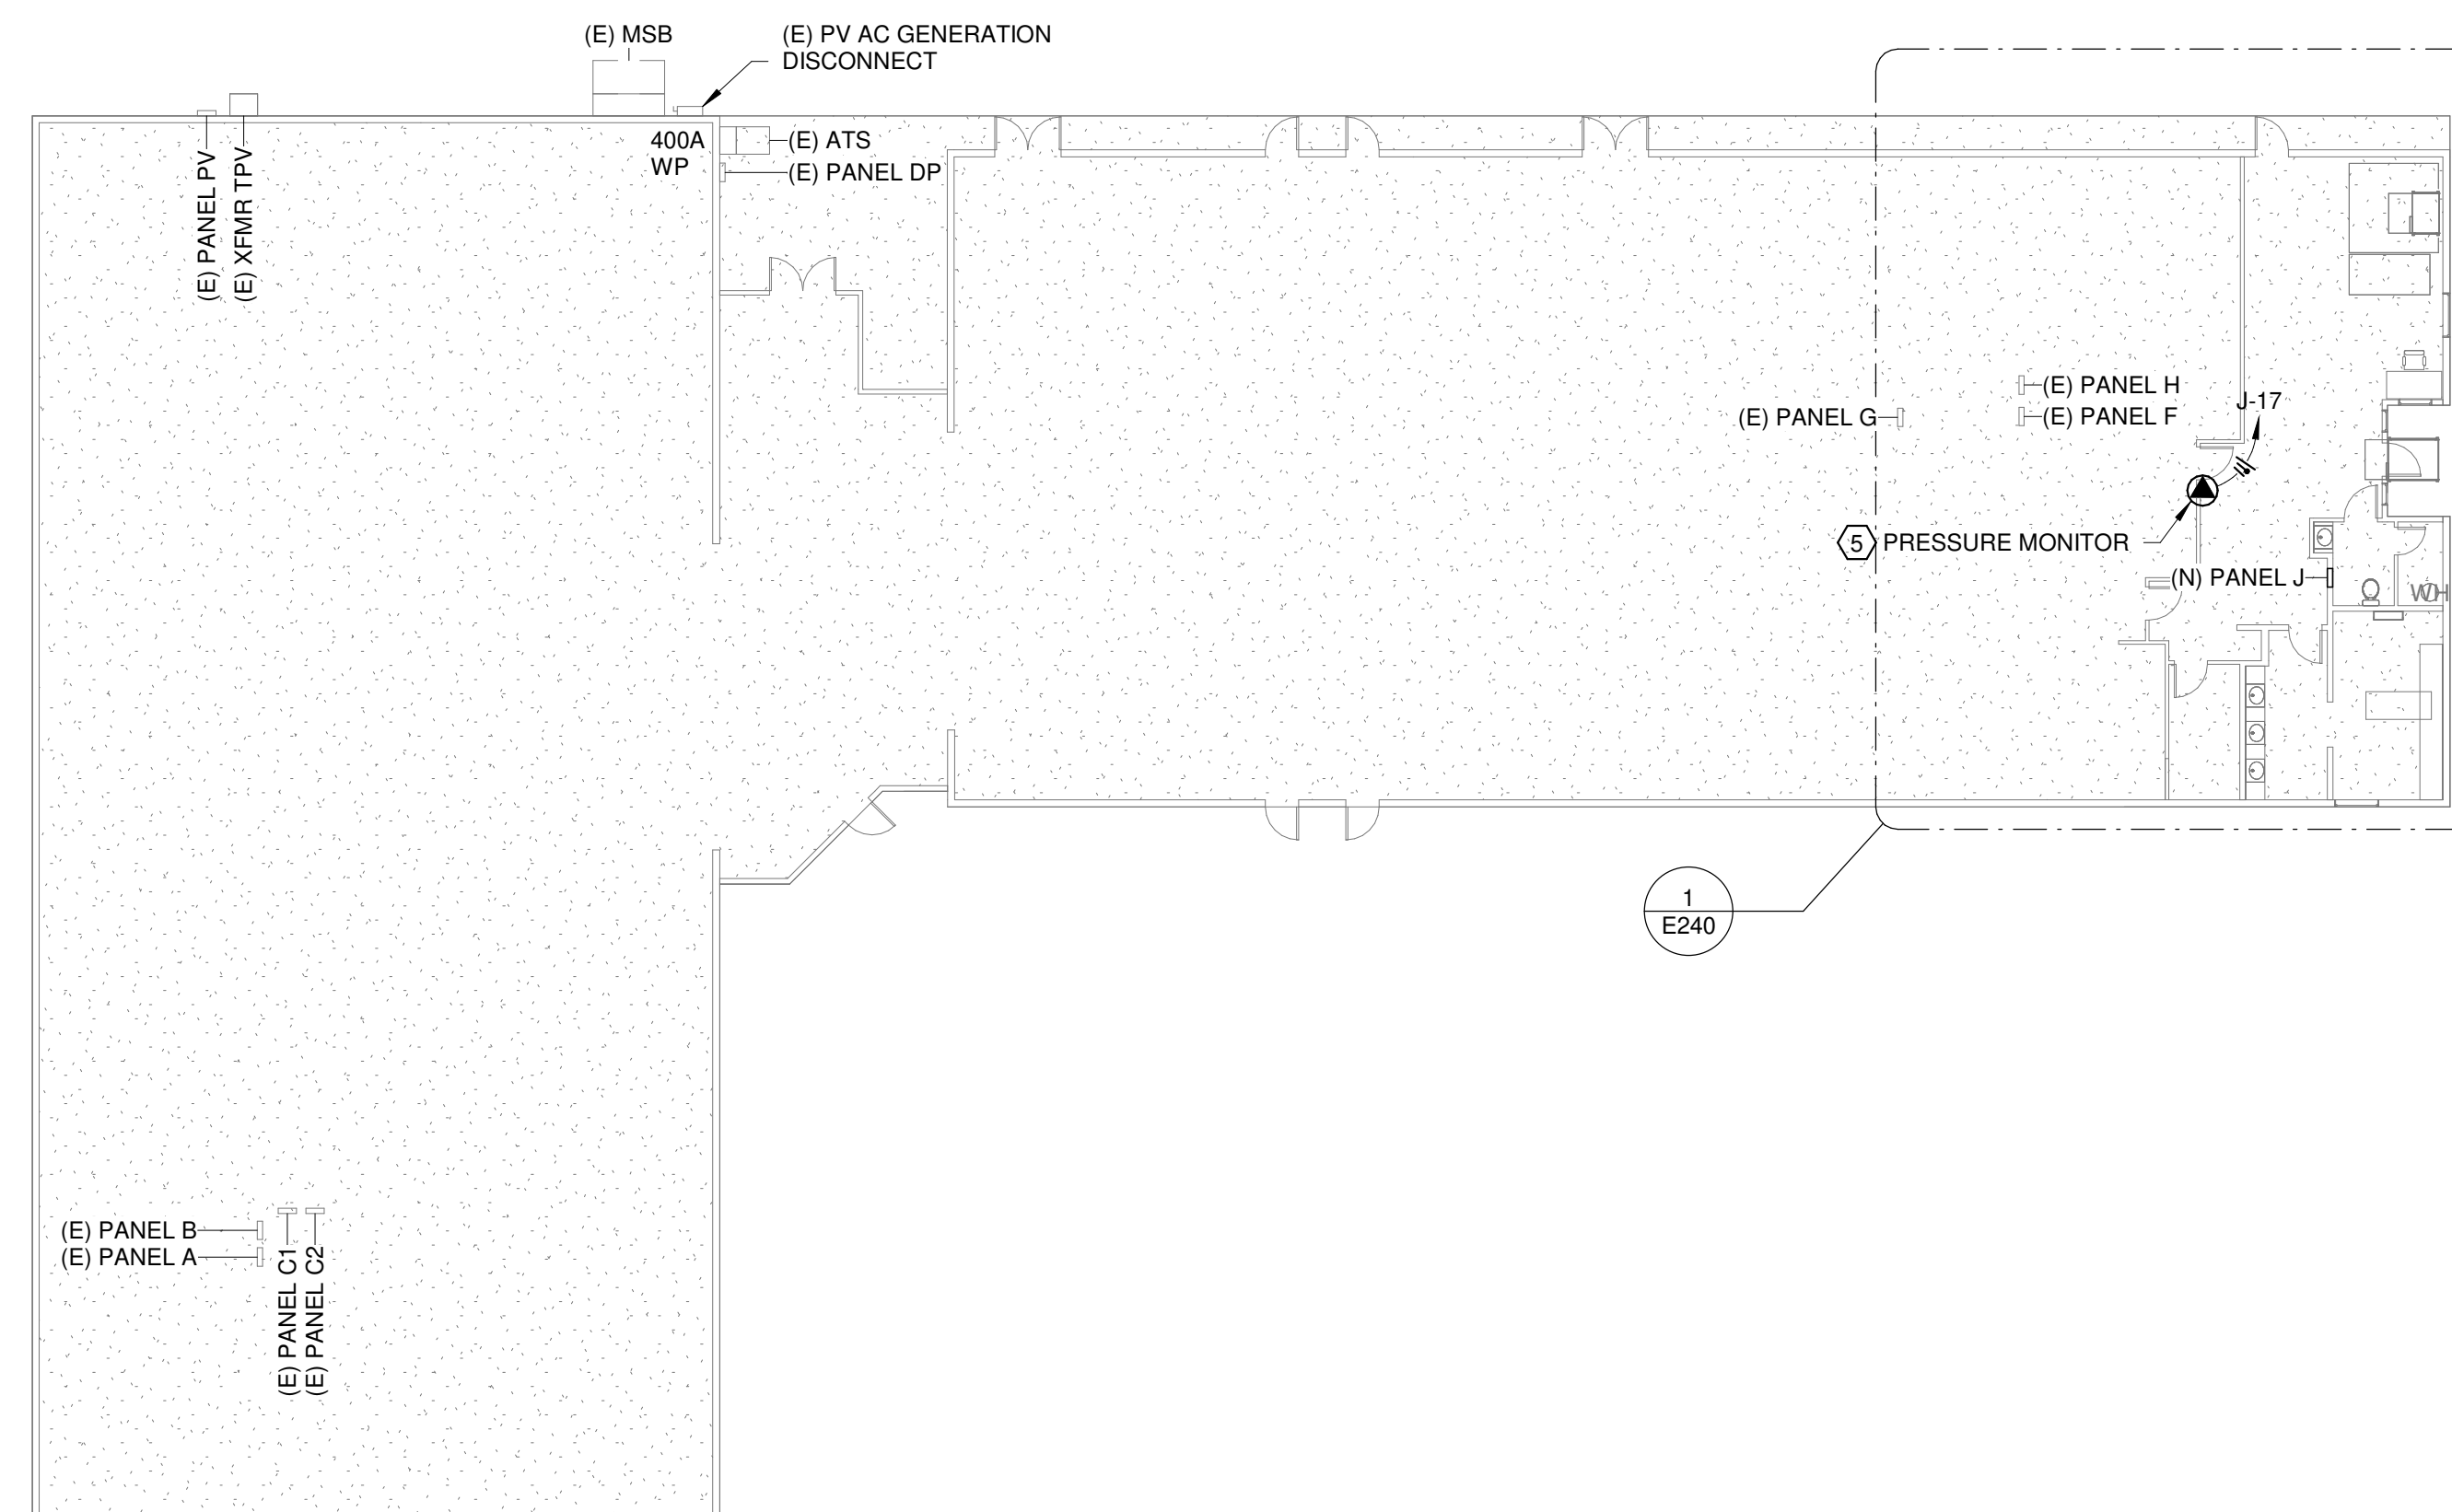 (E) MSB
(E) PV AC GENERATION
DISCONNECT
400A
WP
(E) ATS
(E) PANEL DP
(E) PANEL PV
(E) XFMR TPV
(E) PANEL H
(E) PANEL G
(E) PANEL F
J-17
5 PRESSURE MONITOR
(N) PANEL J
WH
1
E240
(E) PANEL B
(E) PANEL A
(E) PANEL C1
(E) PANEL C2